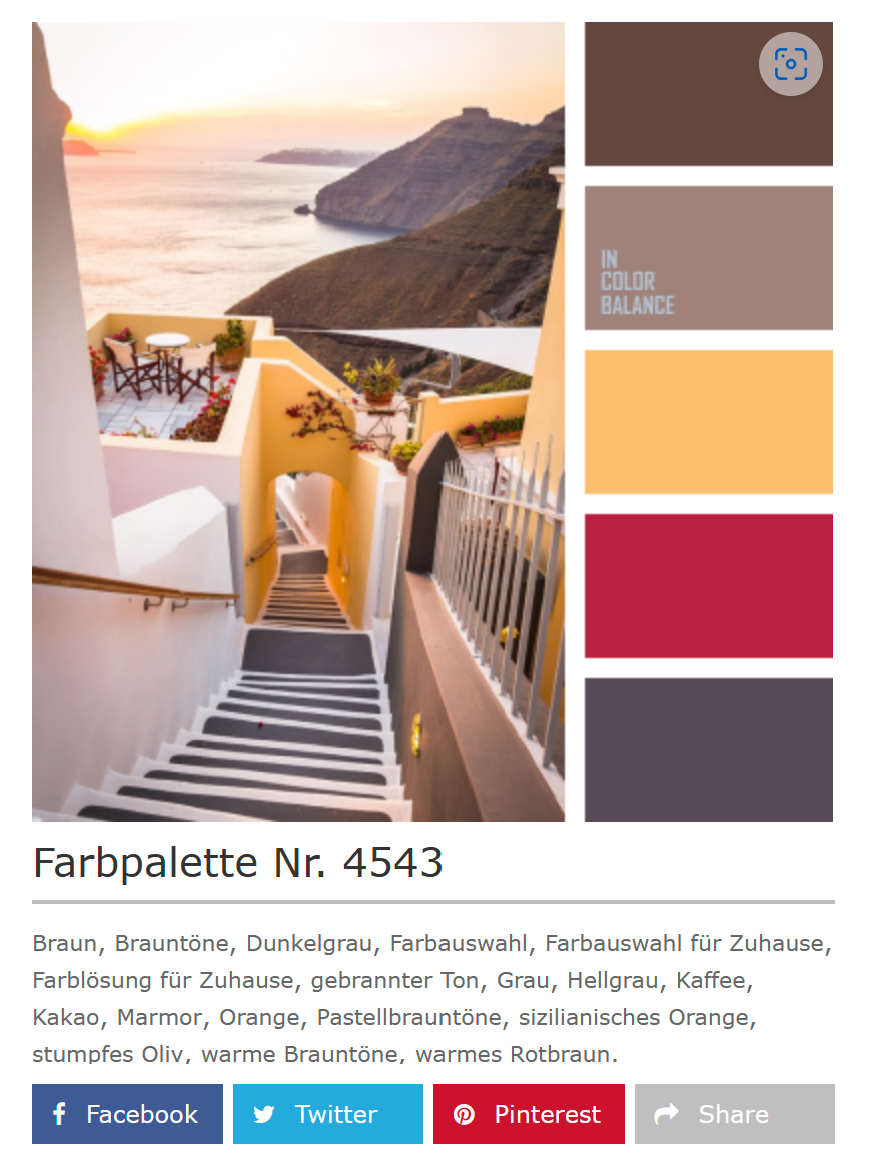 IN
COLOR
BALANCE
Farbpalette Nr. 4543
Braun, Brauntöne, Dunkelgrau, Farbauswahl, Farbauswahl für Zuhause,
Farblösung für Zuhause, gebrannter Ton, Grau, Hellgrau, Kaffee,
Kakao, Marmor, Orange, Pastellbrauntöne, sizilianisches Orange,
stumpfes Oliv, warme Brauntöne, warmes Rotbraun.
Facebook Twitter Pinterest Share